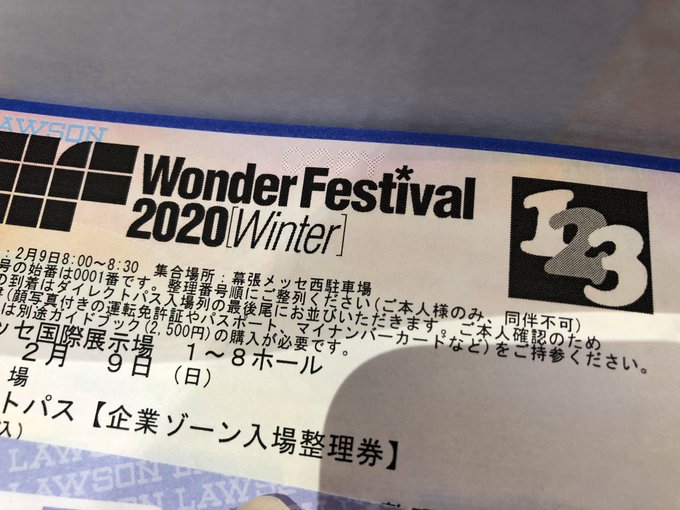 LAWSON
Wonder Festival
2020[Winter]
123
: 2月9日8:00～8:30 集合場所：幕張メッセ西駐車場
号の始番は0001番です。整理番号順にご整列ください(ご本人様のみ、同伴不可)
の到着はダイレクトパス入場列の最後尾にお並びいただきます。ご本人確認のため
(顔写真付きの運転免許証やパスポート、マイナンバーカードなど)をご持参ください。
は別途ガイドブック(2,500円)の購入が必要です。
ッセ国際展示場 1～8ホール
2月 9日 (日)
場
トパス【企業ゾーン入場整理券】
入)
LAWSON LAWSON
LAWSON